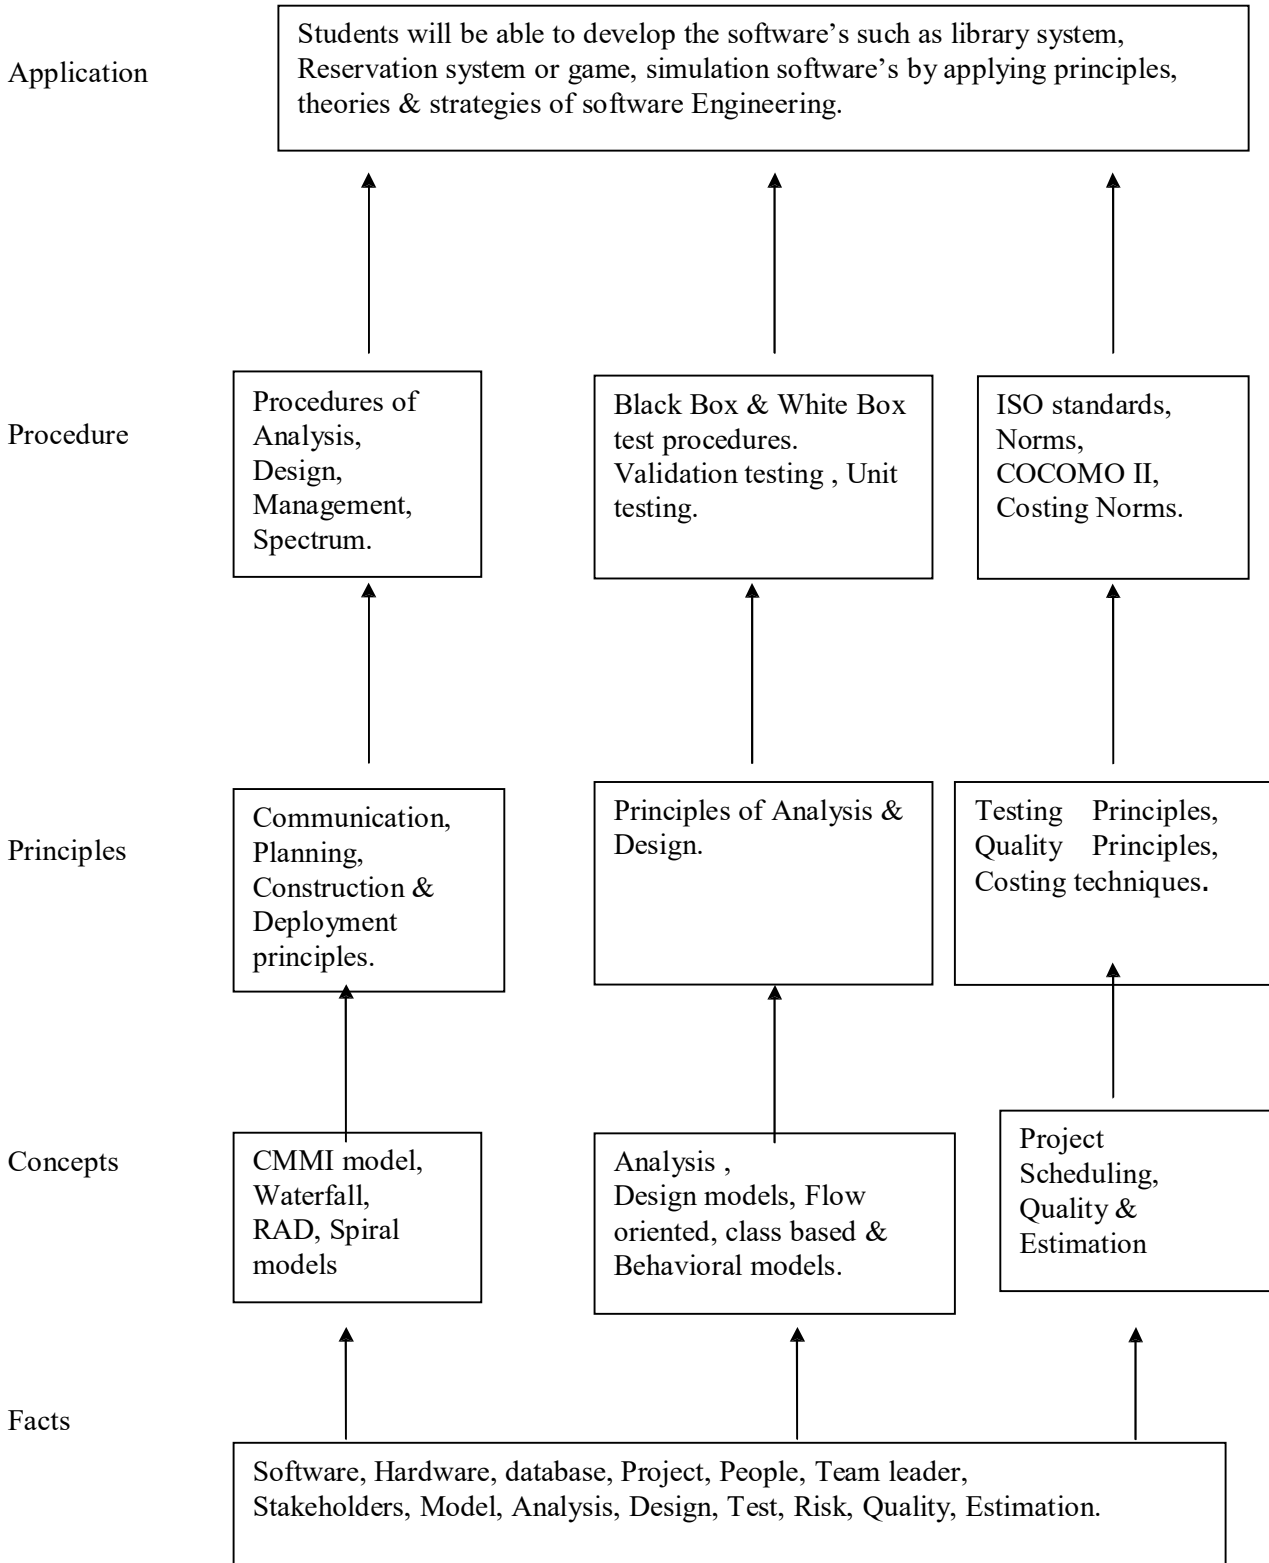 Application
Students will be able to develop the software’s such as library system,
Reservation system or game, simulation software’s by applying principles,
theories & strategies of software Engineering.
Procedure
Procedures of
Analysis,
Design,
Management,
Spectrum.
Black Box & White Box
test procedures.
Validation testing , Unit
testing.
ISO standards,
Norms,
COCOMO II,
Costing Norms.
Principles
Communication,
Planning,
Construction &
Deployment
principles.
Principles of Analysis &
Design.
Testing Principles,
Quality Principles,
Costing techniques.
Concepts
CMMI model,
Waterfall,
RAD, Spiral
models
Analysis ,
Design models, Flow
oriented, class based &
Behavioral models.
Project
Scheduling,
Quality &
Estimation
Facts
Software, Hardware, database, Project, People, Team leader,
Stakeholders, Model, Analysis, Design, Test, Risk, Quality, Estimation.